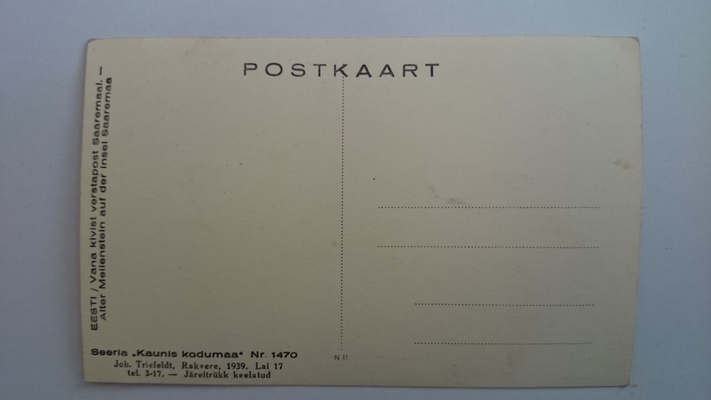 POSTKAART
EESTI / Vana kivist verstapost Saaremaal. —
Alter Meilenstein auf der Insel Saaremaa
Seeria „Kaunis kodumaa" Nr. 1470
Joh. Triefeldt, Rakvere, 1939. Lai 17
tel. 3-17. — Järeltrükk keelatud